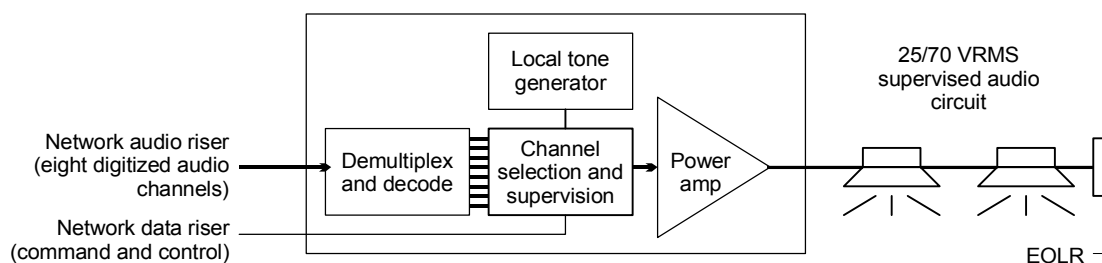 Local tone
generator
25/70 VRMS
supervised audio
circuit
Network audio riser
(eight digitized audio
channels)
Demultiplex
and decode
Channel
selection and
supervision
Power
amp
Network data riser
(command and control)
EOLR